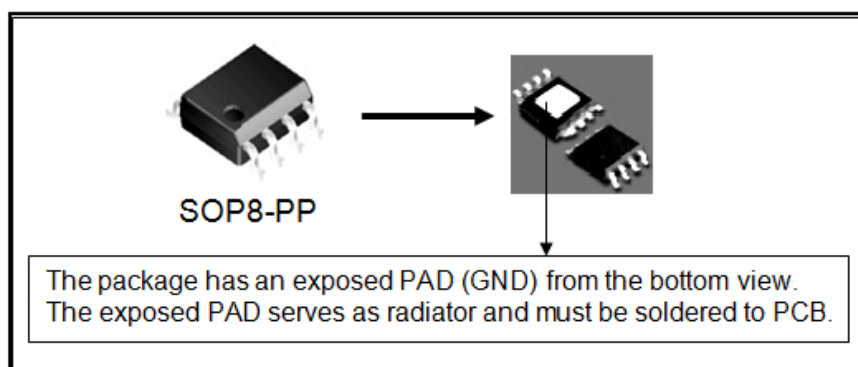 SOP8-PP
The package has an exposed PAD (GND) from the bottom view.
The exposed PAD serves as radiator and must be soldered to PCB.